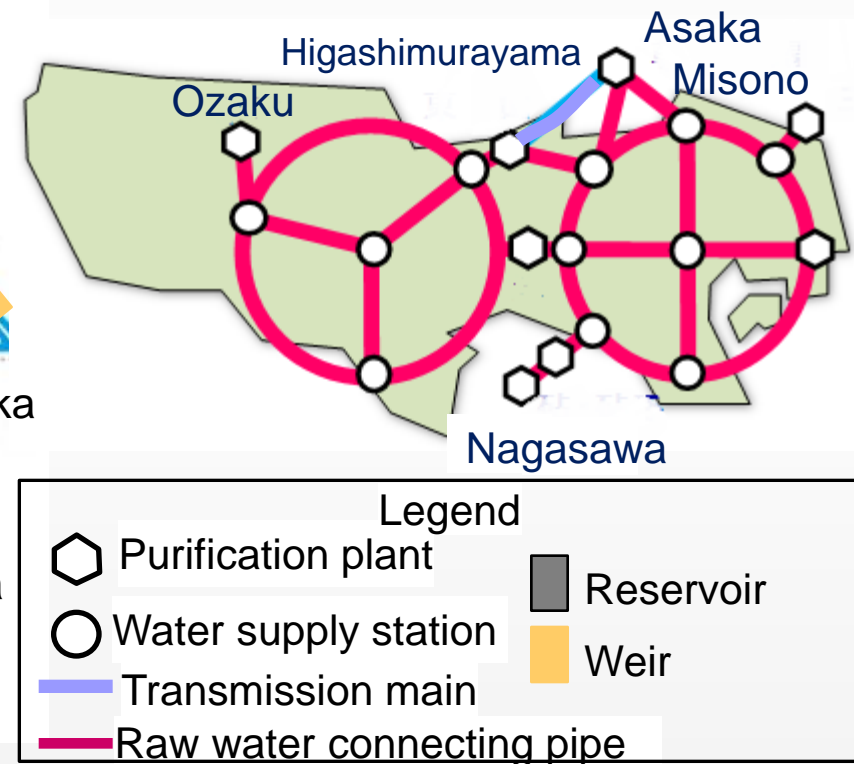 Asaka
Higashimurayama
Misono
Ozaku
ka
Nagasawa
Legend
Purification plant
Reservoir
Water supply station
Weir
Transmission main
Raw water connecting pipe